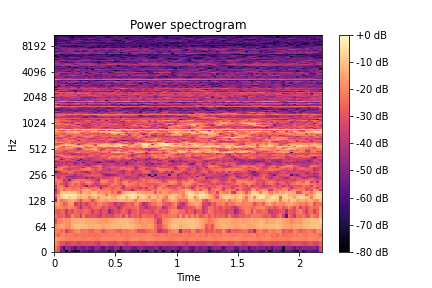 Power spectrogram
8192
4096
2048
1024
512
256
128
64
0
Hz
0
0.5
1
1.5
2
Time
+0 dB
-10 dB
-20 dB
-30 dB
-40 dB
-50 dB
-60 dB
-70 dB
-80 dB